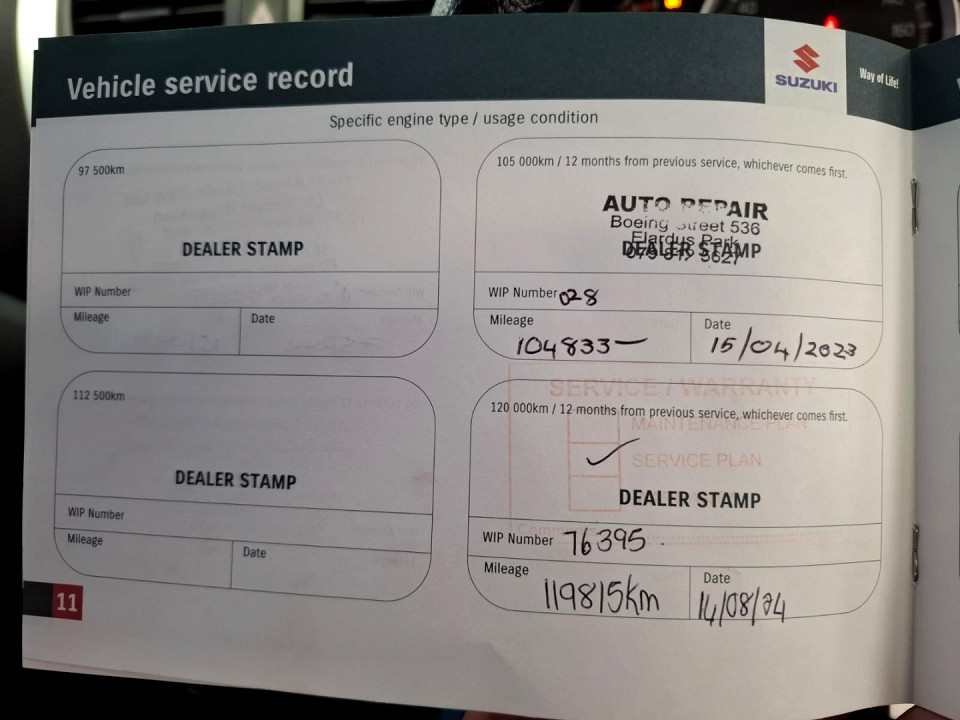 Vehicle service record
SUZUKI
Way of Life!
Specific engine type / usage condition
97 500km
DEALER STAMP
WIP Number
Mileage
Date
105 000km / 12 months from previous service, whichever comes first.
AUTO REPAIR
Boeing Street 536
Elardus Park
DEALER STAMP
WIP Number 028
Mileage
104833
Date
15/04/2023
112 500km
DEALER STAMP
WIP Number
Mileage
Date
SERVICE / WARRANTY
120 000km / 12 months from previous service, whichever comes first.
MAINTENANCE PLAN
SERVICE PLAN
DEALER STAMP
WIP Number 76395
Mileage
119815km
Date
14/08/24
11